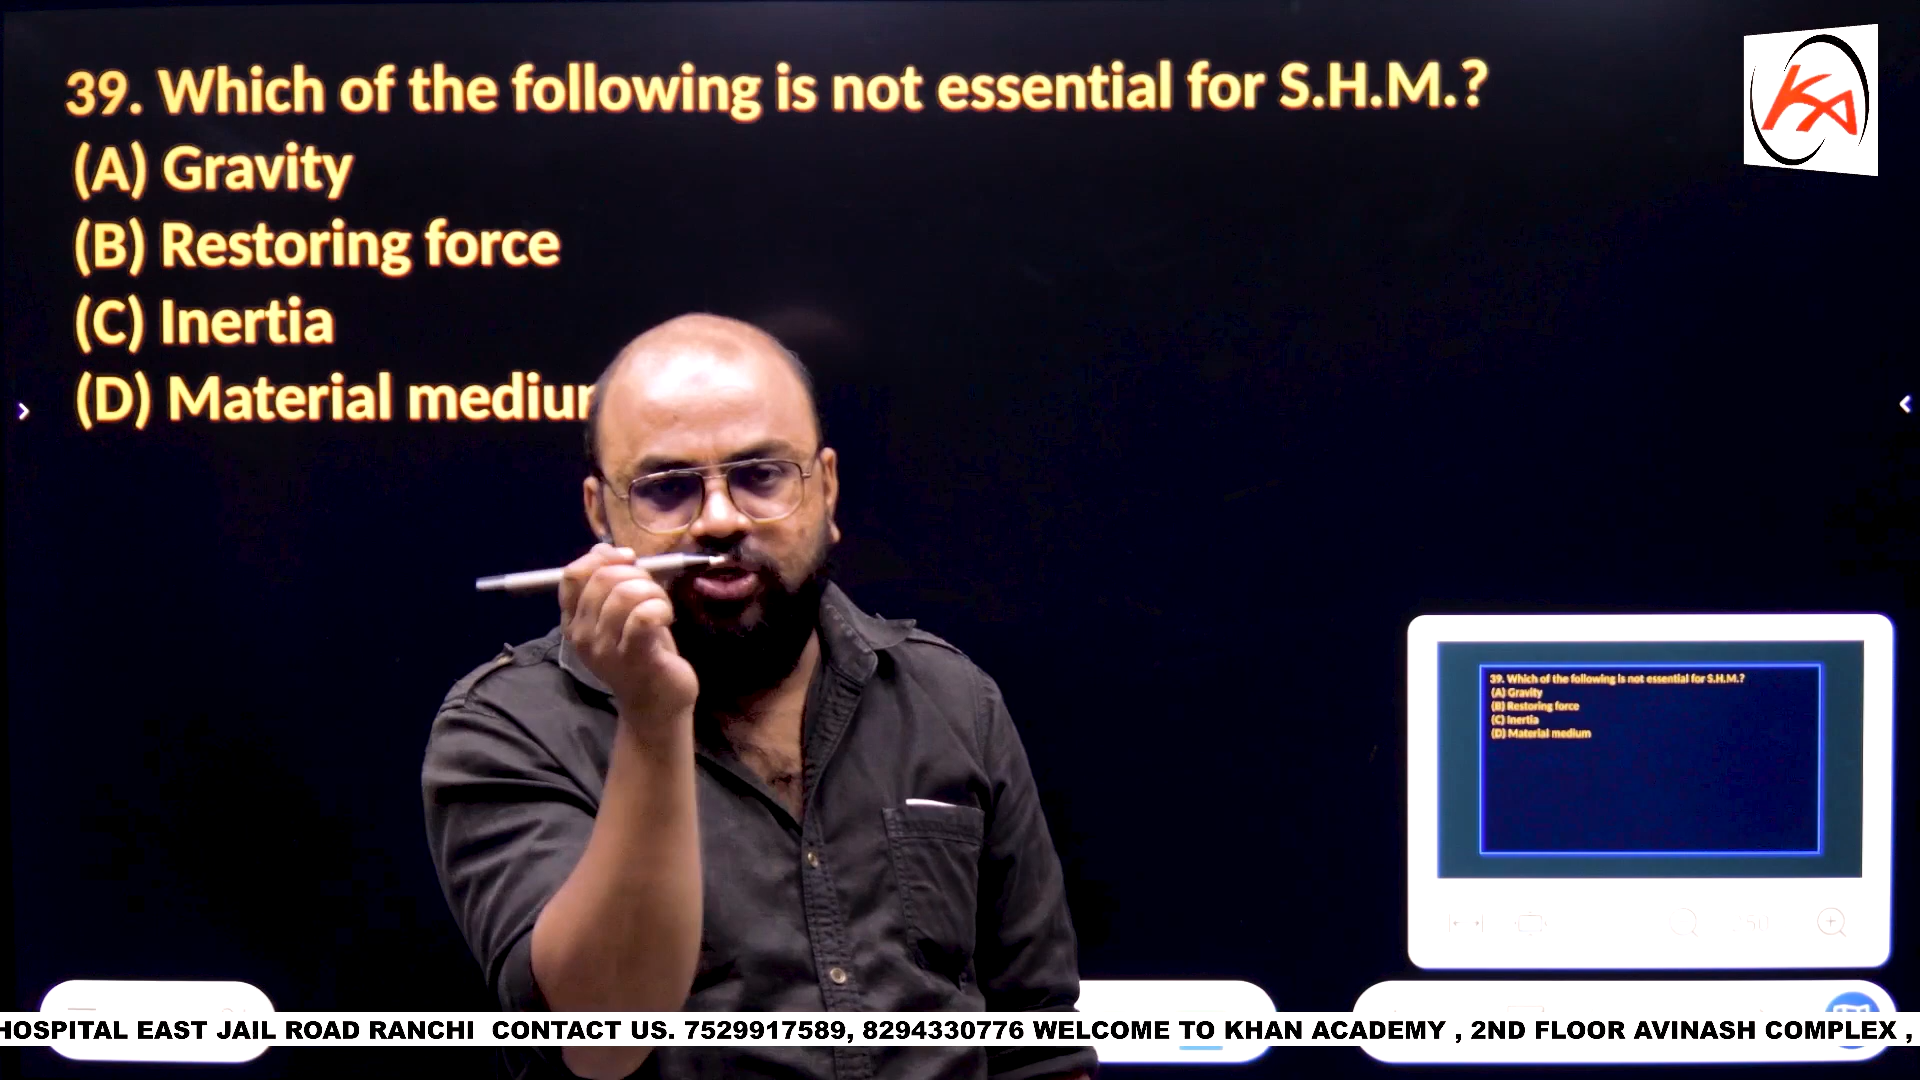 39. Which of the following is not essential for S.H.M.?
(A) Gravity
(B) Restoring force
(C) Inertia
(D) Material
KA
39. Which of the following is not essential for S.H.M.?
(A) Gravity
(B) Restoring force
(C) Inertia
(D) Material medium
HOSPITAL EAST JAIL ROAD RANCHI CONTACT US. 7529917589, 8294330776 WELCOME TO KHAN ACADEMY , 2ND FLOOR AVINASH COMPLEX ,